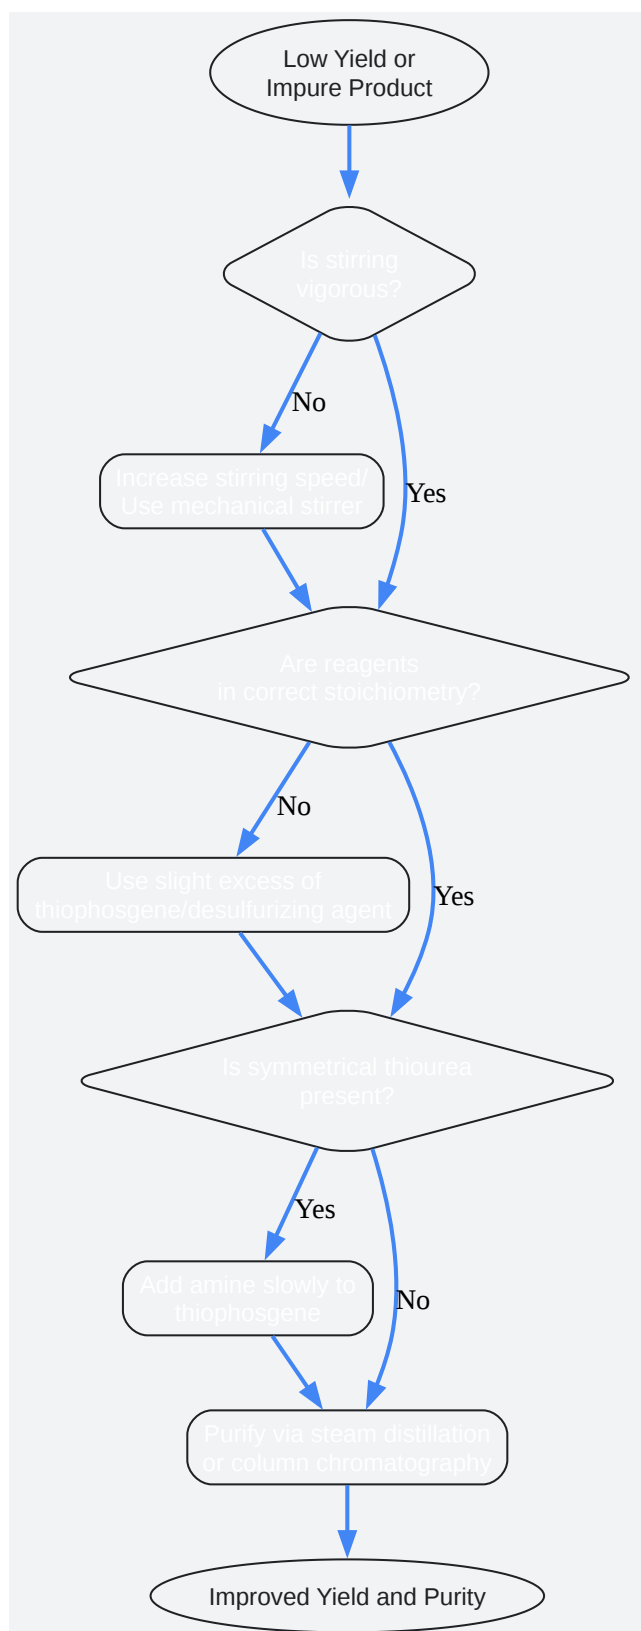 Low Yield or
Impure Product
Is stirring
vigorous?
No
Increase stirring speed/
Use mechanical stirrer
Yes
Are reagents
in correct stoichiometry?
No
Use slight excess of
thiophosgene/desulfurizing agent
Yes
Is symmetrical thiourea
present?
Yes
Add amine slowly to
thiophosgene
No
Purify via steam distillation
or column chromatography
Improved Yield and Purity